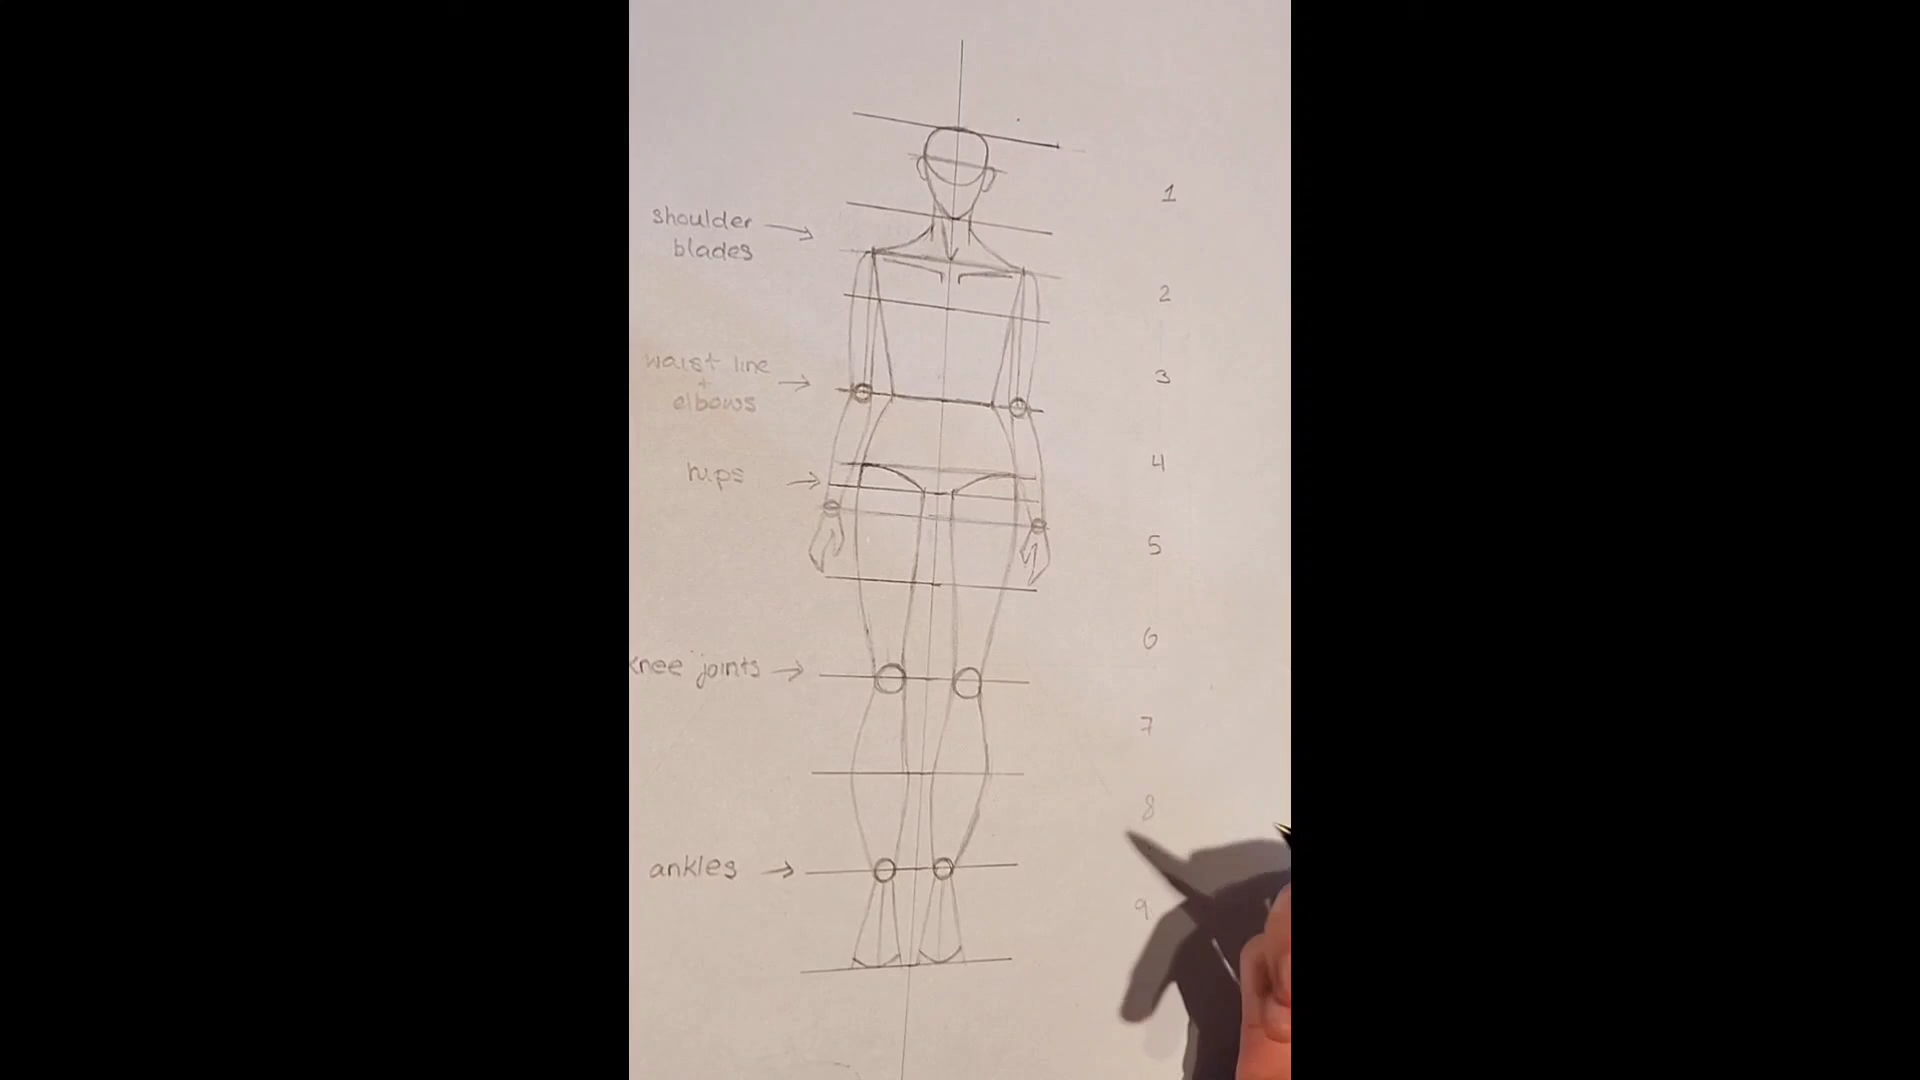 1
shoulder
blades
2
waist line
+
elbows
3
4
hips
5
6
knee joints
7
8
ankles
9